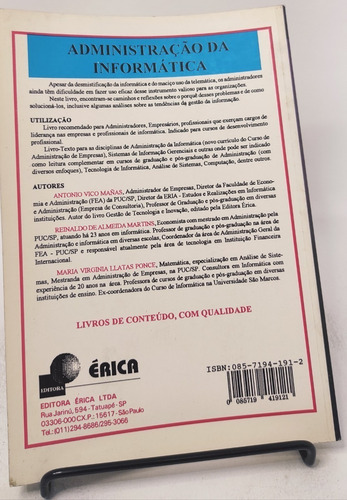 ADMINISTRAÇÃO DA
INFORMÁTICA
Apesar da desmistificação da informática e do maciço uso da telemática, os administradores
ainda têm dificuldade em fazer uso eficaz desse instrumental valioso para as organizações.
Neste livro, encontram-se caminhos e reflexões sobre o porquê desses problemas e de como
solucioná-los, inclusive algumas análises sobre as tendências da gestão da informação.
UTILIZAÇÃO
Livro recomendado para Administradores, Empresários, profissionais que exerçam cargos de
liderança nas empresas e profissionais de informática. Indicado para cursos de desenvolvimento
profissional.
Livro-Texto para as disciplinas de Administração da Informática (novo currículo do Curso de
Administração de Empresas), Sistemas de Informação Gerenciais e outras onde pode ser indicado
como leitura complementar em cursos de graduação e pós-graduação de Administração (com
diversos enfoques), Tecnologia de Informática, Análise de Sistemas, Computação, dentre outros.
AUTORES
ANTONIO VICO MAÑAS, Administrador de Empresas, Diretor da Faculdade de Econo-
mia e Administração (FEA) da PUC/SP, Diretor da ERIA - Estudos e Realizações em Informática
e Administração (Empresa de Consultoria), Professor de Graduação e pós-graduação em diversas
instituições. Autor do livro Gestão de Tecnologia e Inovação, editado pela Editora Érica.
REINALDO DE ALMEIDA MARTINS, Economista com mestrado em Administração pela
PUC/SP, atuando há 23 anos em informática. Professor de graduação e pós-graduação na área de
Administração e informática em diversas escolas, Coordenador da área de Administração Geral da
FEA - PUC/SP e responsável atualmente pela área de tecnologia em Instituição Financeira
Internacional.
MARIA VIRGINIA LLATAS PONCE, Matemática, especialização em Análise de Siste-
mas, Mestranda em Administração de Empresas, na PUC/SP. Consultora em Informática com
experiência de 20 anos na área. Professora de cursos de graduação e pós-graduação em diversas
instituições de ensino. Ex-coordenadora do Curso de Informática na Universidade São Marcos.
LIVROS DE CONTEÚDO, COM QUALIDADE
EDITORA
ÉRICA
EDITORA ÉRICA LTDA
Rua Jarinú, 594 - Tatuapé - SP
03306-000 CX.P.: 15617 - São Paulo
Tel.: (011) 294-8686/295-3066
ISBN:085-7194-191-2
0 085719 419121